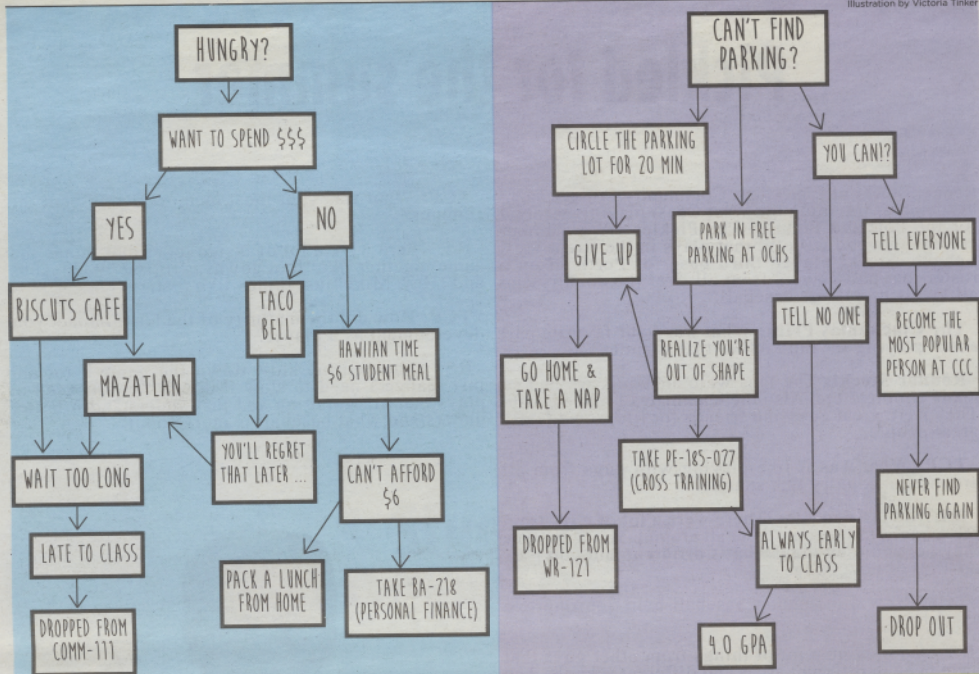 Illustration by Victoria Tinker
HUNGRY?
WANT TO SPEND $$$
YES
NO
BISCUTS CAFE
TACO
BELL
MAZATLAN
HAWIIAN TIME
$6 STUDENT MEAL
YOU'LL REGRET
THAT LATER ...
WAIT TOO LONG
CAN'T AFFORD
$6
LATE TO CLASS
PACK A LUNCH
FROM HOME
TAKE BA-218
(PERSONAL FINANCE)
DROPPED FROM
COMM-111
CAN'T FIND
PARKING?
CIRCLE THE PARKING
LOT FOR 20 MIN
YOU CAN!?
GIVE UP
PARK IN FREE
PARKING AT OCHS
TELL EVERYONE
TELL NO ONE
BECOME THE
MOST POPULAR
PERSON AT CCC
GO HOME &
TAKE A NAP
REALIZE YOU'RE
OUT OF SHAPE
TAKE PE-185-027
(CROSS TRAINING)
NEVER FIND
PARKING AGAIN
DROPPED FROM
WR-121
ALWAYS EARLY
TO CLASS
4.0 GPA
DROP OUT